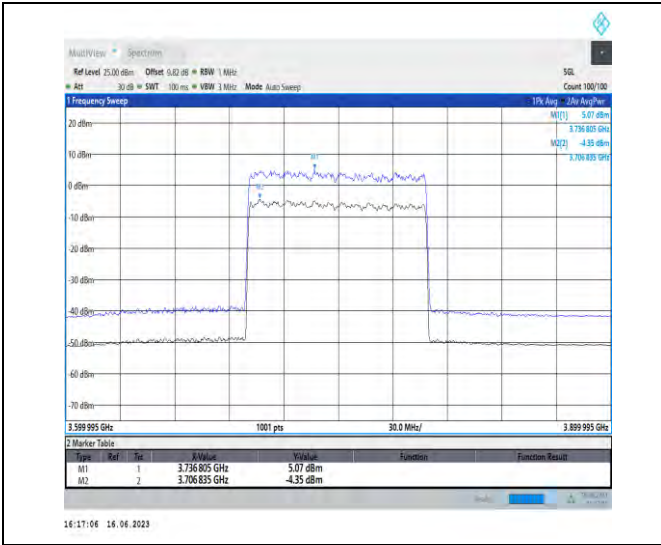 MultiView Spectrum
Ref Level 25.00 dBm Offset 9.82 dB RBW 1 MHz SGL
Att 30 dB SWT 100 ms VBW 3 MHz Mode Auto Sweep Count 100/100
1 Frequency Sweep 1Pk Avg 2Av AvgPwr
M1[1] 5.07 dBm
3.736 805 GHz
M2[2] -4.35 dBm
3.706 835 GHz
20 dBm
10 dBm
M1
0 dBm
M2
-10 dBm
-20 dBm
-30 dBm
-40 dBm
-50 dBm
-60 dBm
-70 dBm
3.599 995 GHz 1001 pts 30.0 MHz/ 3.899 995 GHz
2 Marker Table
Type Ref Trc X-Value Y-Value Function Function Result
M1 1 3.736 805 GHz 5.07 dBm
M2 2 3.706 835 GHz -4.35 dBm
16:17:06 16.06.2023